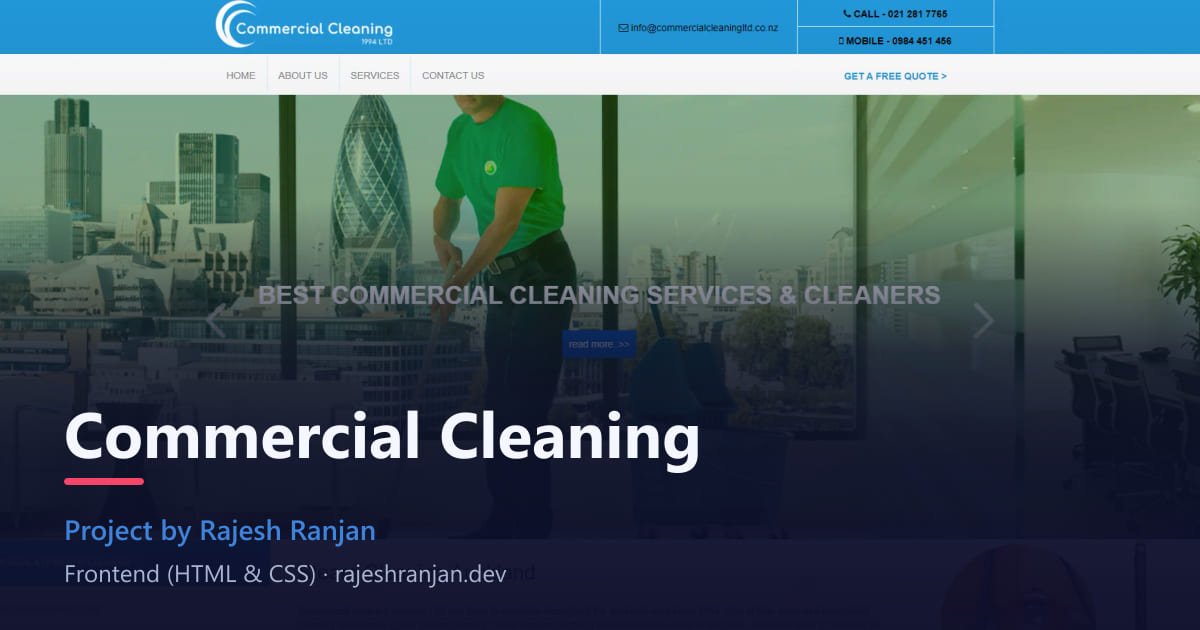 Commercial Cleaning
1994 LTD
info@commercialcleaningltd.co.nz
CALL - 021 281 7765
MOBILE - 0984 451 456
HOME
ABOUT US
SERVICES
CONTACT US
GET A FREE QUOTE >
BEST COMMERCIAL CLEANING SERVICES & CLEANERS
read more .>>
Commercial Cleaning
Project by Rajesh Ranjan
Frontend (HTML & CSS) · rajeshranjan.dev